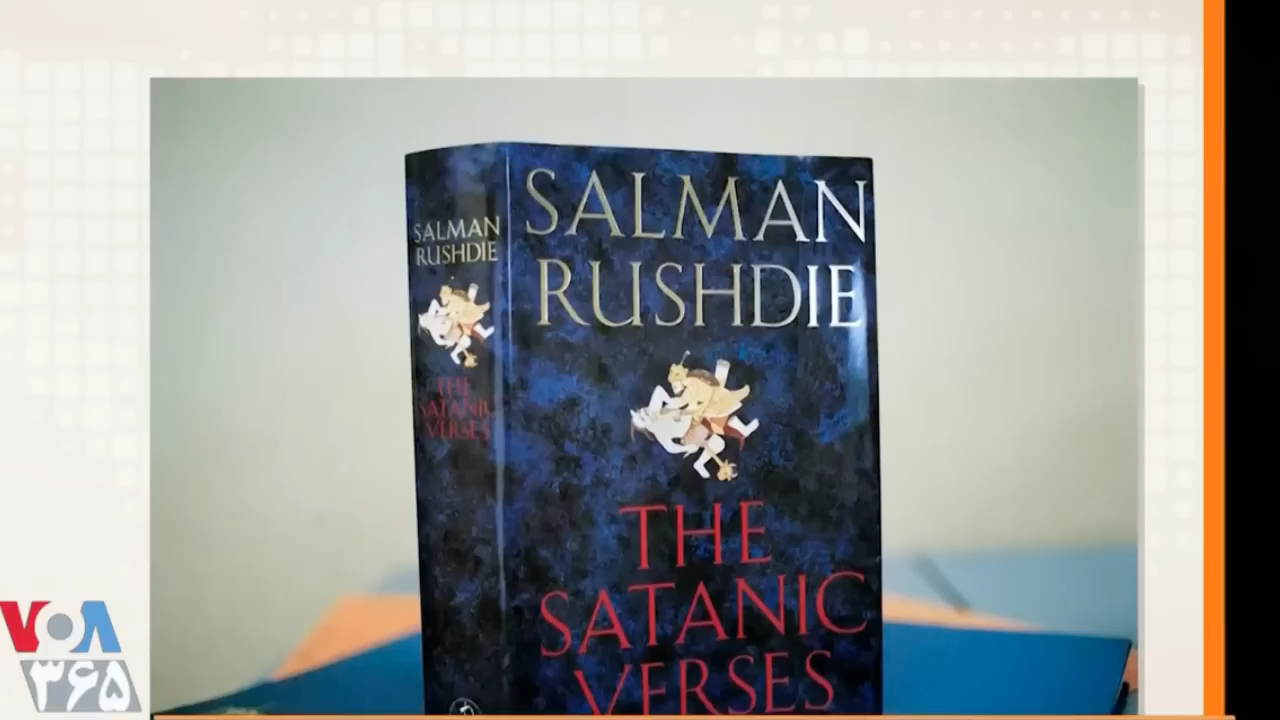 SALMAN
RUSHDIE
THE
SATANIC
VERSES
SALMAN
RUSHDIE
THE
SATANIC
VERSES
VOA
۳۶۵